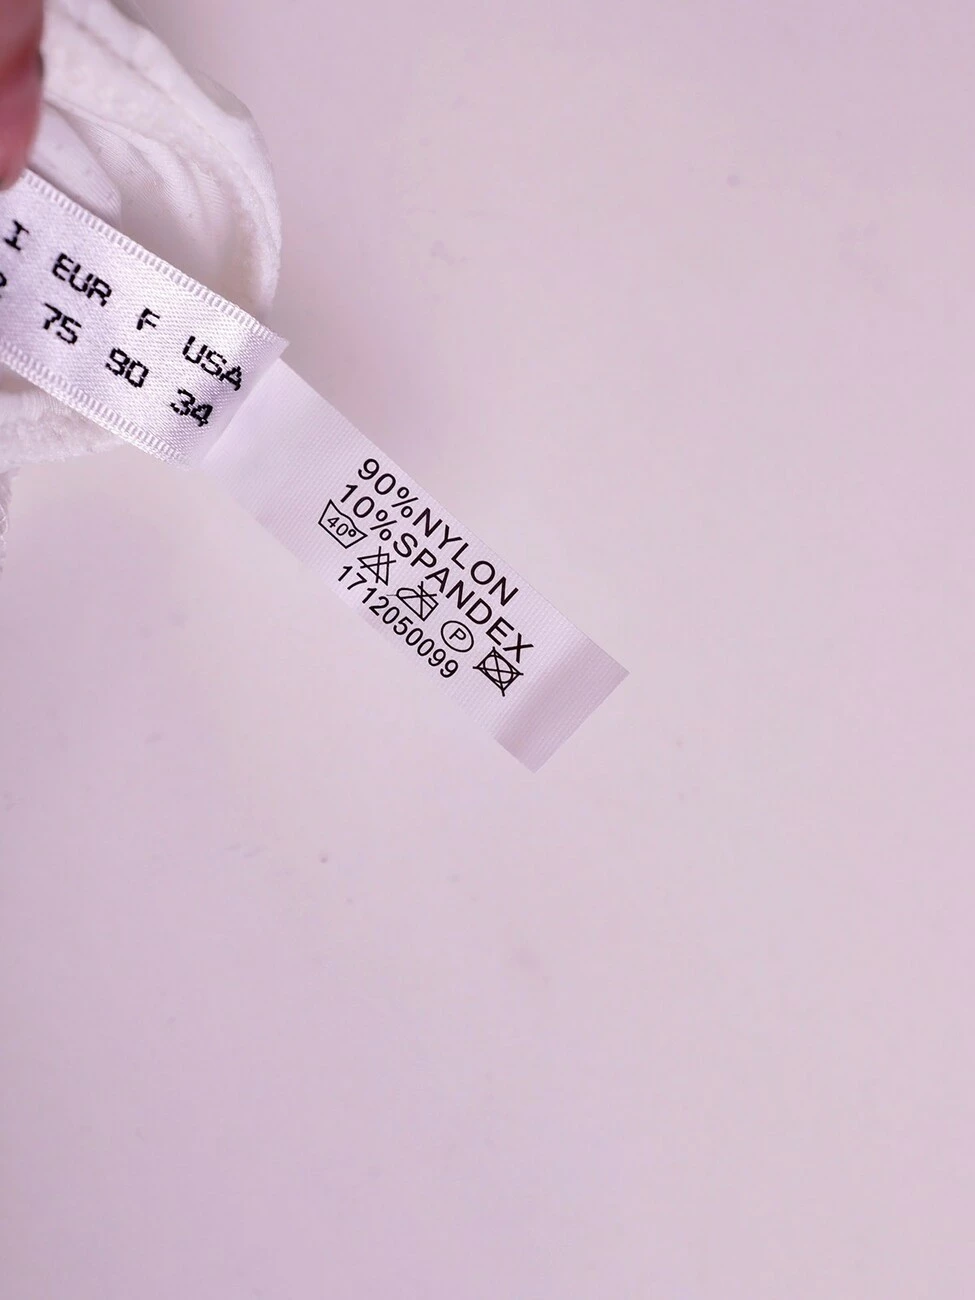 I EUR F USA
75 90 34
90%NYLON
10%SPANDEX
40°
P
1712050099